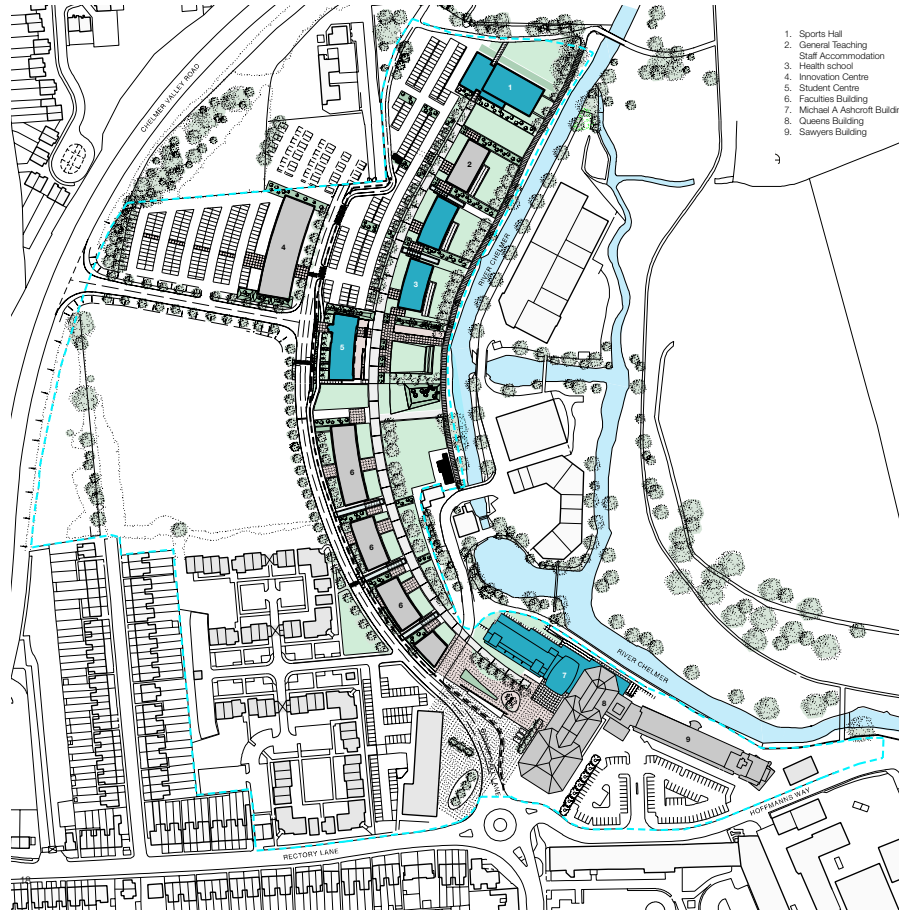 1. Sports Hall
2. General Teaching
Staff Accommodation
3. Health school
4. Innovation Centre
5. Student Centre
6. Faculties Building
7. Michael A Ashcroft Buildin
8. Queens Building
9. Sawyers Building
CHELMER VALLEY ROAD
1
2
3
4
RIVER CHELMER
5
6
6
6
RIVER CHELMER
7
8
9
HOFFMANNS WAY
RECTORY LANE
18